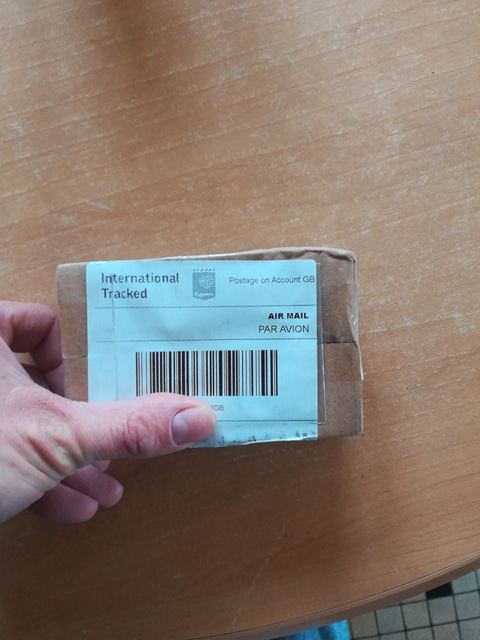 International
Tracked
Postage on Account GB
AIR MAIL
PAR AVION